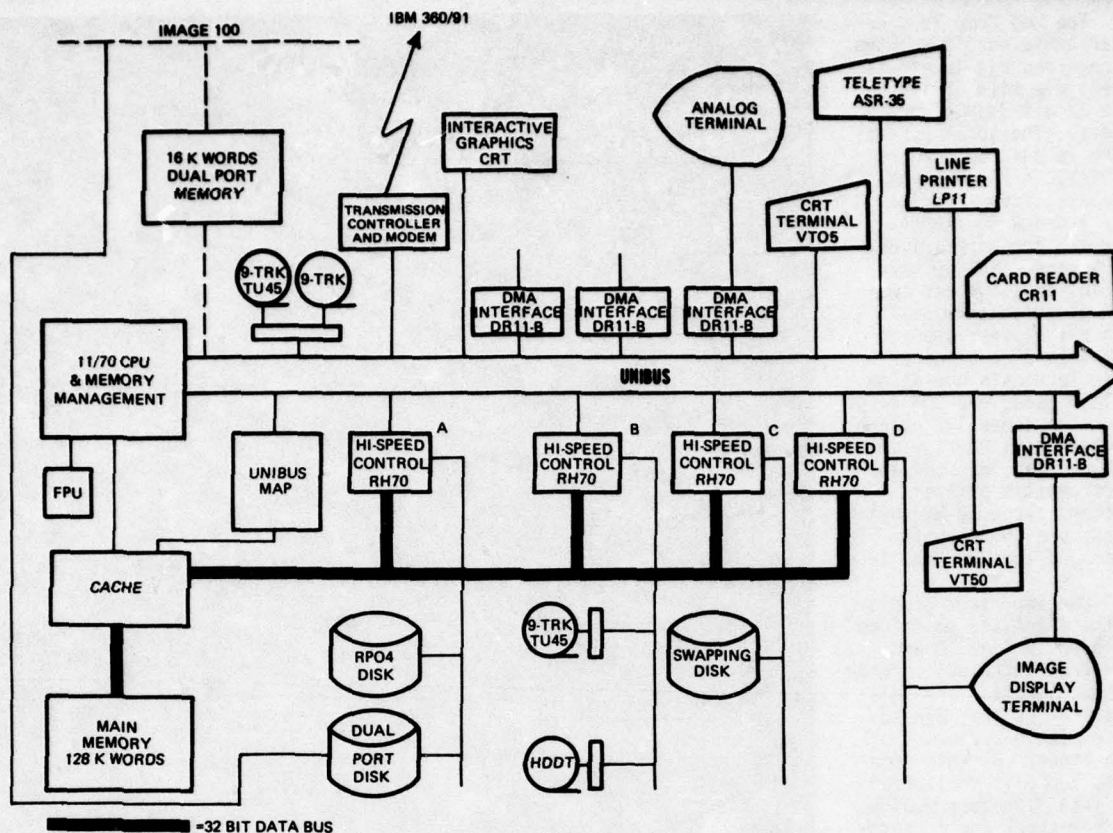 IBM 360/91
IMAGE 100
16 K WORDS
DUAL PORT
MEMORY
TRANSMISSION
CONTROLLER
AND MODEM
INTERACTIVE
GRAPHICS
CRT
ANALOG
TERMINAL
TELETYPE
ASR-35
LINE
PRINTER
LP11
CRT
TERMINAL
VTO5
CARD READER
CR11
9-TRK
TU45
9-TRK
DMA
INTERFACE
DR11-B
DMA
INTERFACE
DR11-B
DMA
INTERFACE
DR11-B
11/70 CPU
& MEMORY
MANAGEMENT
UNIBUS
FPU
UNIBUS
MAP
A
HI-SPEED
CONTROL
RH70
B
HI-SPEED
CONTROL
RH70
C
HI-SPEED
CONTROL
RH70
D
HI-SPEED
CONTROL
RH70
DMA
INTERFACE
DR11-B
CRT
TERMINAL
VT50
CACHE
RPO4
DISK
9-TRK
TU45
SWAPPING
DISK
IMAGE
DISPLAY
TERMINAL
MAIN
MEMORY
128 K WORDS
DUAL
PORT
DISK
HDDT
=32 BIT DATA BUS